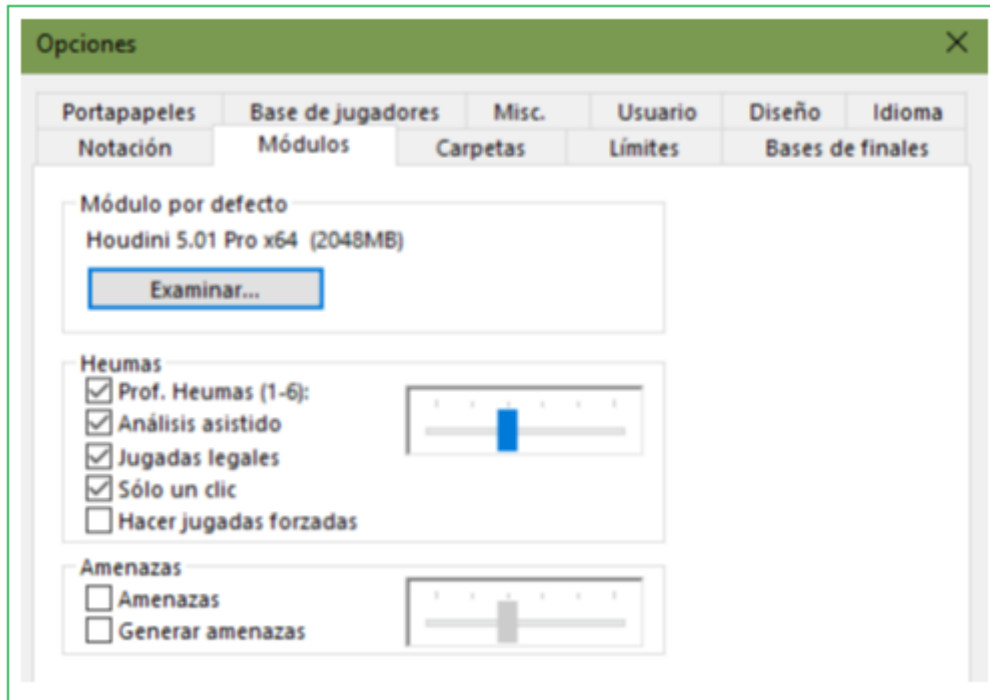 Opciones
Portapapeles Base de jugadores Misc. Usuario Diseño Idioma
Notación Módulos Carpetas Límites Bases de finales
Módulo por defecto
Houdini 5.01 Pro x64 (2048MB)
Examinar...
Heumas
Prof. Heumas (1-6):
Análisis asistido
Jugadas legales
Sólo un clic
Hacer jugadas forzadas
Amenazas
Amenazas
Generar amenazas